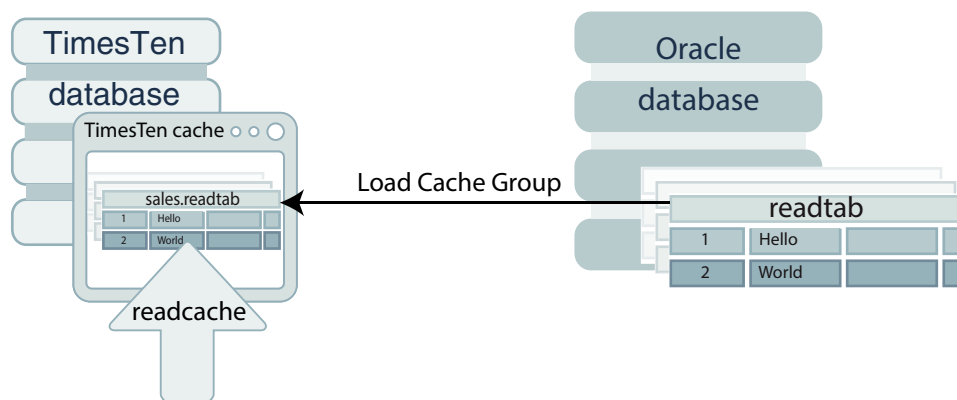 TimesTen
database
TimesTen cache
sales.readtab
1 Hello
2 World
readcache
Load Cache Group
Oracle
database
readtab
1 Hello
2 World